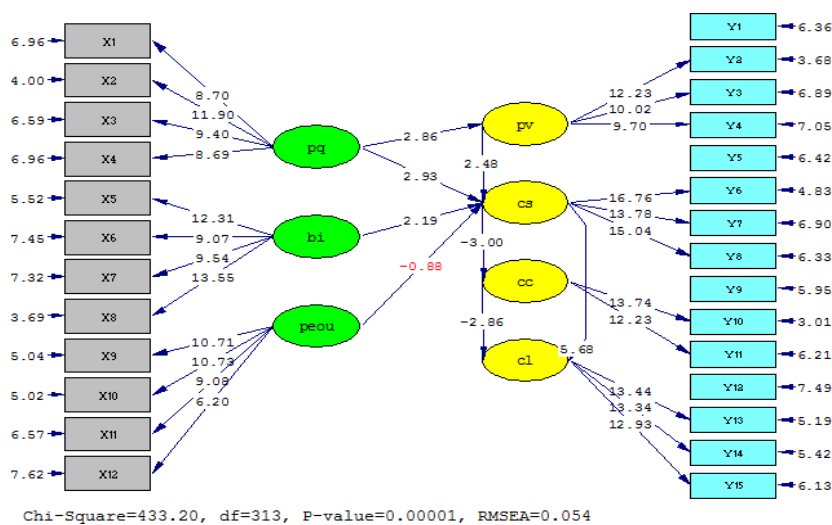 Y1 6.36
6.96 X1
Y2 3.68
4.00 X2
8.70
12.23
Y3 6.89
11.90
10.02
6.59 X3
pv
9.70
Y4 7.05
9.40
2.86
6.96 X4
8.69
pq
2.48
Y5 6.42
2.93
5.52 X5
16.76
Y6 4.83
12.31
cs
13.78
7.45 X6
9.07
bi
2.19
Y7 6.90
15.04
9.54
-3.00
7.32 X7
13.55
Y8 6.33
-0.88
cc
Y9 5.95
3.69 X8
13.74
peou
-2.86
12.23
Y10 3.01
5.04 X9
10.71
5.68
Y11 6.21
10.73
cl
9.08
Y12 7.49
5.02 X10
6.20
13.44
13.34
Y13 5.19
6.57 X11
12.93
Y14 5.42
7.62 X12
Y15 6.13
Chi-Square=433.20, df=313, P-value=0.00001, RMSEA=0.054